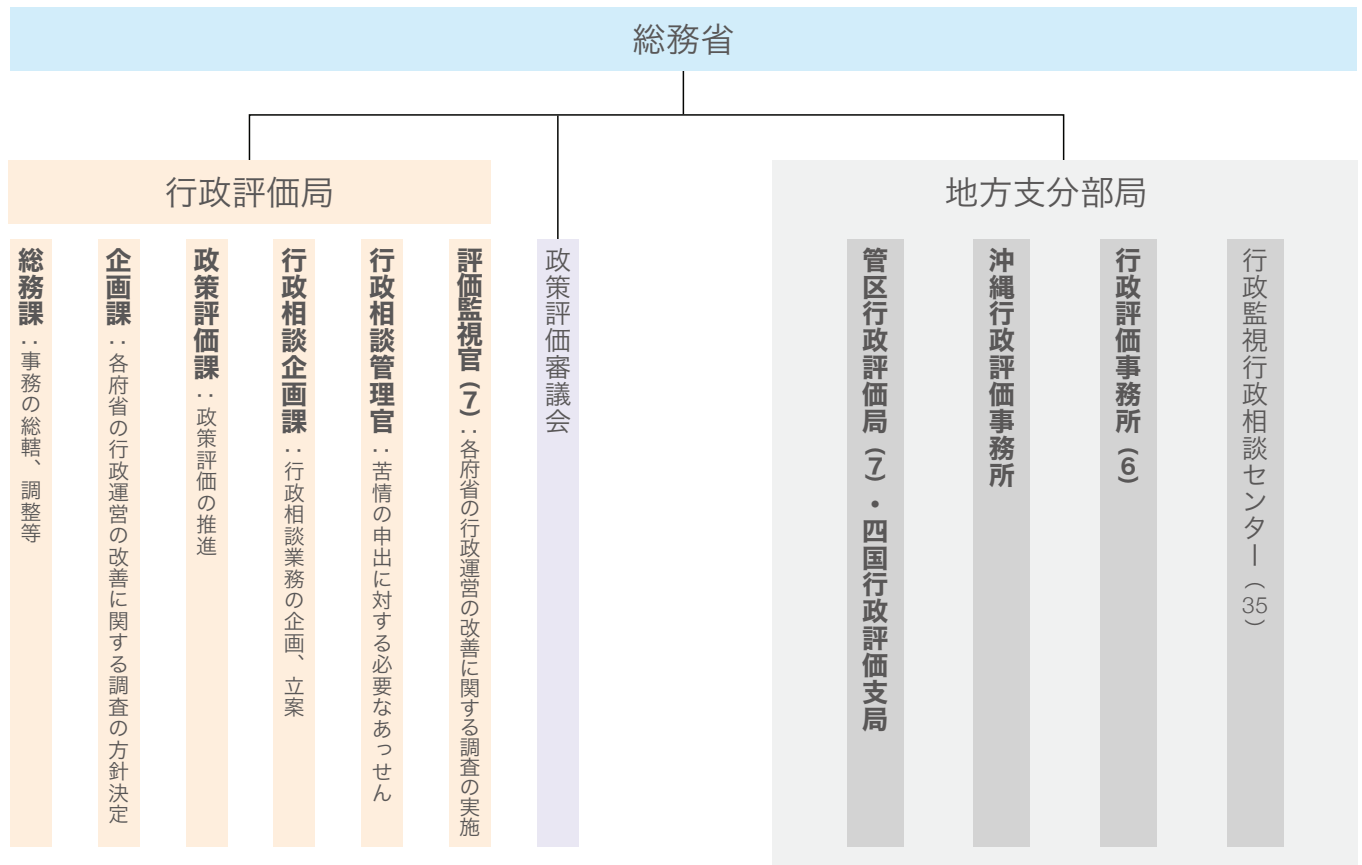 総務省
行政評価局
総務課：事務の総轄、調整等
企画課：各府省の行政運営の改善に関する調査の方針決定
政策評価課：政策評価の推進
行政相談企画課：行政相談業務の企画、立案
行政相談管理官：苦情の申出に対する必要なあっせん
評価監視官(7)：各府省の行政運営の改善に関する調査の実施
政策評価審議会
地方支分部局
管区行政評価局(7)・四国行政評価支局
沖縄行政評価事務所
行政評価事務所(6)
行政監視行政相談センター(35)